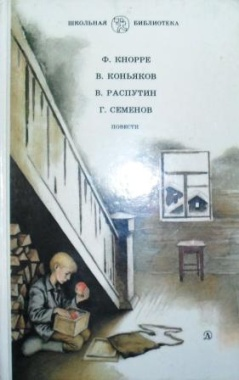 ШКОЛЬНАЯ БИБЛИОТЕКА
Ф. КНОРРЕ
В. КОНЬЯКОВ
В. РАСПУТИН
Г. СЕМЕНОВ
ПОВЕСТИ
Д Л